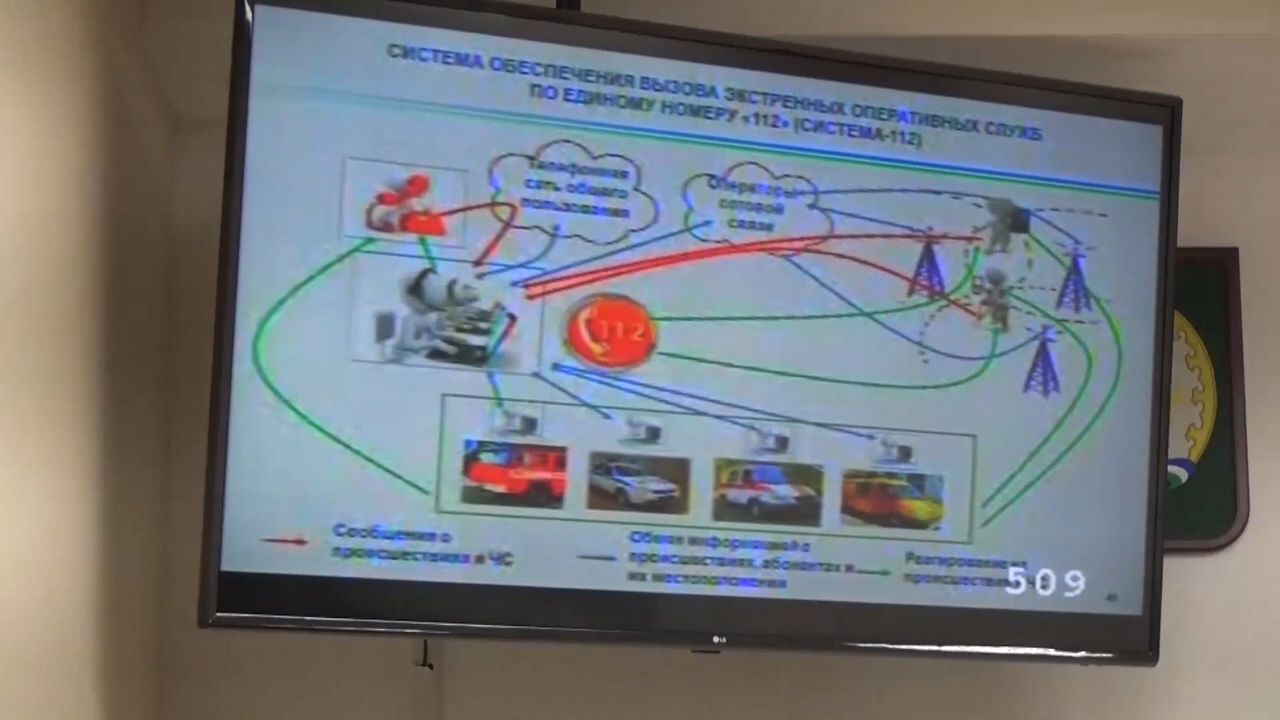 СИСТЕМА ОБЕСПЕЧЕНИЯ ВЫЗОВА ЭКСТРЕННЫХ ОПЕРАТИВНЫХ СЛУЖБ
ПО ЕДИНОМУ НОМЕРУ «112» (СИСТЕМА-112)
Телефонная
сеть общего
пользования
Операторы
сотовой
связи
112
Сообщения о
происшествиях и ЧС
Обмен информацией о
происшествиях, абонентах и
их местоположении
Реагирование на
происшествия
509
LG